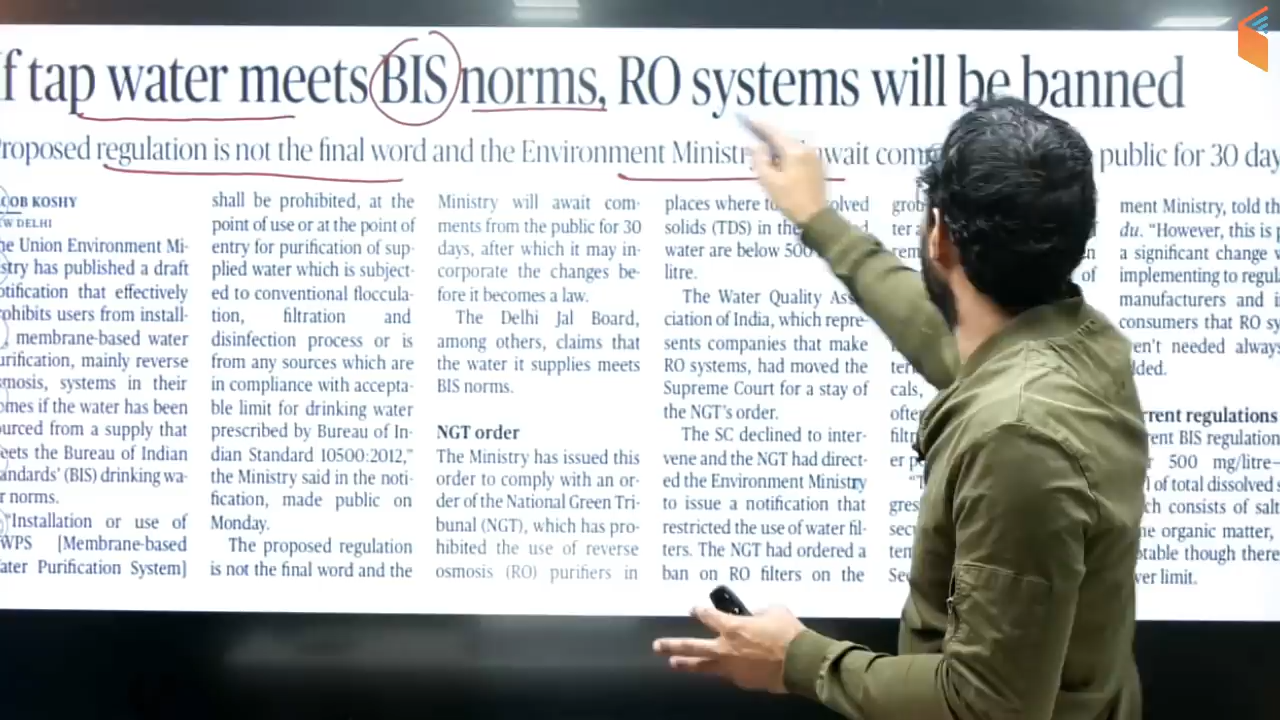 If tap water meets BIS norms, RO systems will be banned
Proposed regulation is not the final word and the Environment Ministry await public for 30
COB KOSHY
DELHI
he Union Environment Mi-
stry has published a draft
otification that effectively
ohibits users from install-
membrane-based water
urification, mainly reverse
mosis, systems in their
omes if the water has been
ourced from a supply that
eets the Bureau of Indian
andards' (BIS) drinking wa-
r norms.
"Installation or use of
WPS [Membrane-based
ater Purification System]
shall be prohibited, at the
point of use or at the point of
entry for purification of sup-
plied water which is subject-
ed to conventional floccula-
tion, filtration and
disinfection process or is
from any sources which are
in compliance with accepta-
ble limit for drinking water
prescribed by Bureau of In-
dian Standard 10500:2012,"
the Ministry said in the noti-
fication, made public on
Monday.
The proposed regulation
is not the final word and the
Ministry will await com-
ments from the public for 30
days, after which it may in-
corporate the changes be-
fore it becomes a law.
The Delhi Jal Board,
among others, claims that
the water it supplies meets
BIS norms.
NGT order
The Ministry has issued this
order to comply with an or-
der of the National Green Tri-
bunal (NGT), which has pro-
hibited the use of reverse
osmosis (RO) purifiers in
places where
solids (TDS) in the
water are below 500
litre.
The Water Quality Ass
ciation of India, which repre-
sents companies that make
RO systems, had moved the
Supreme Court for a stay of
the NGT's order.
The SC declined to inter-
vene and the NGT had direct-
ed the Environment Ministry
to issue a notification that
restricted the use of water fil-
ters. The NGT had ordered a
ban on RO filters on the
of
cals,
ment Ministry, told
du. "However, this is
a significant change
implementing to regul
manufacturers and
consumers that RO
en't needed always
ded.
rrent regulations
rent BIS regulation
500 mg/litre—
of total dissolved
ch consists of salt
organic matter,
otable though there
er limit.